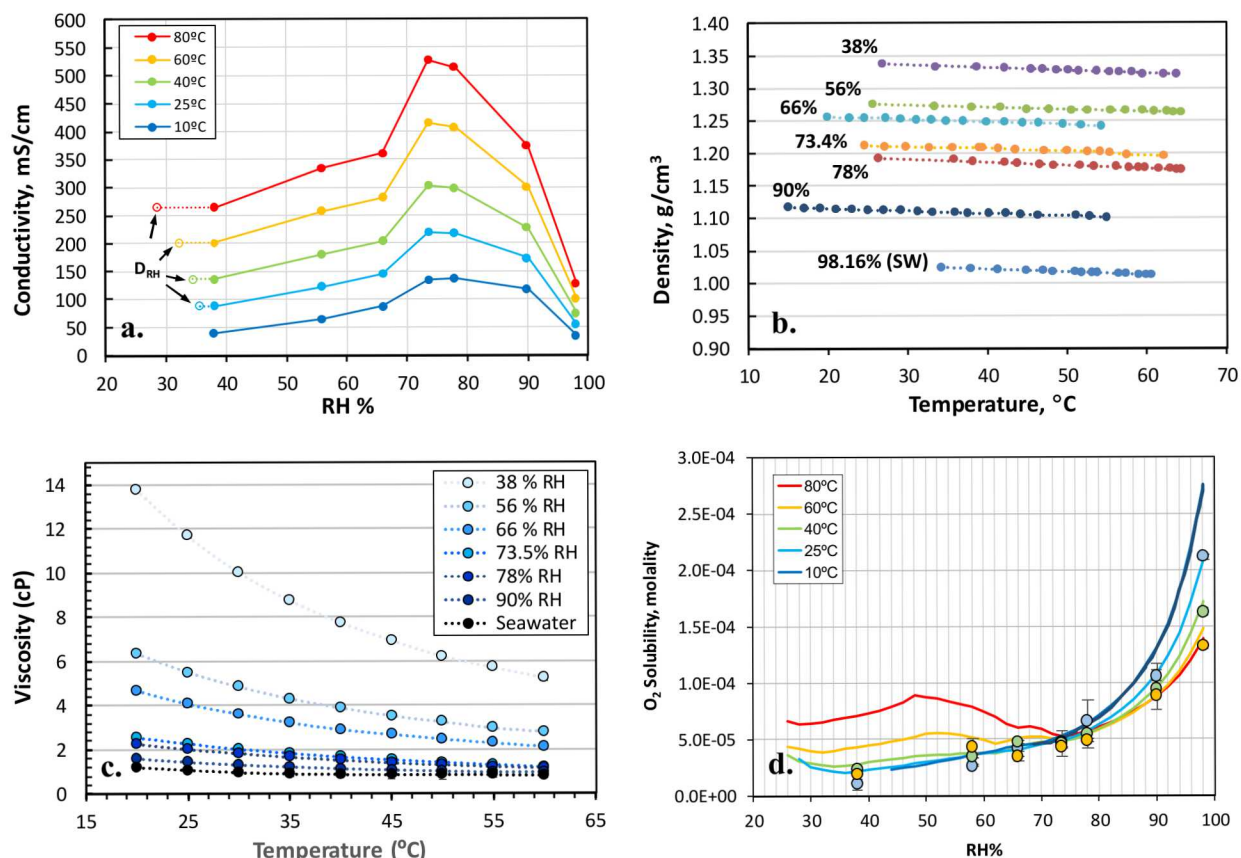 600
550
500
450
400
350
300
250
200
150
100
50
0
Conductivity, mS/cm
80ºC
60ºC
40ºC
25ºC
10ºC
D_RH
a.
20 30 40 50 60 70 80 90 100
RH %
1.40
1.35
1.30
1.25
1.20
1.15
1.10
1.05
1.00
0.95
0.90
Density, g/cm³
38%
56%
66%
73.4%
78%
90%
98.16% (SW)
b.
10 20 30 40 50 60 70
Temperature, °C
14
12
10
8
6
4
2
0
Viscosity (cP)
38 % RH
56 % RH
66 % RH
73.5% RH
78% RH
90% RH
Seawater
c.
15 25 35 45 55 65
Temperature (ºC)
3.0E-04
2.5E-04
2.0E-04
1.5E-04
1.0E-04
5.0E-05
0.0E+00
O₂ Solubility, molality
80ºC
60ºC
40ºC
25ºC
10ºC
d.
20 30 40 50 60 70 80 90 100
RH%